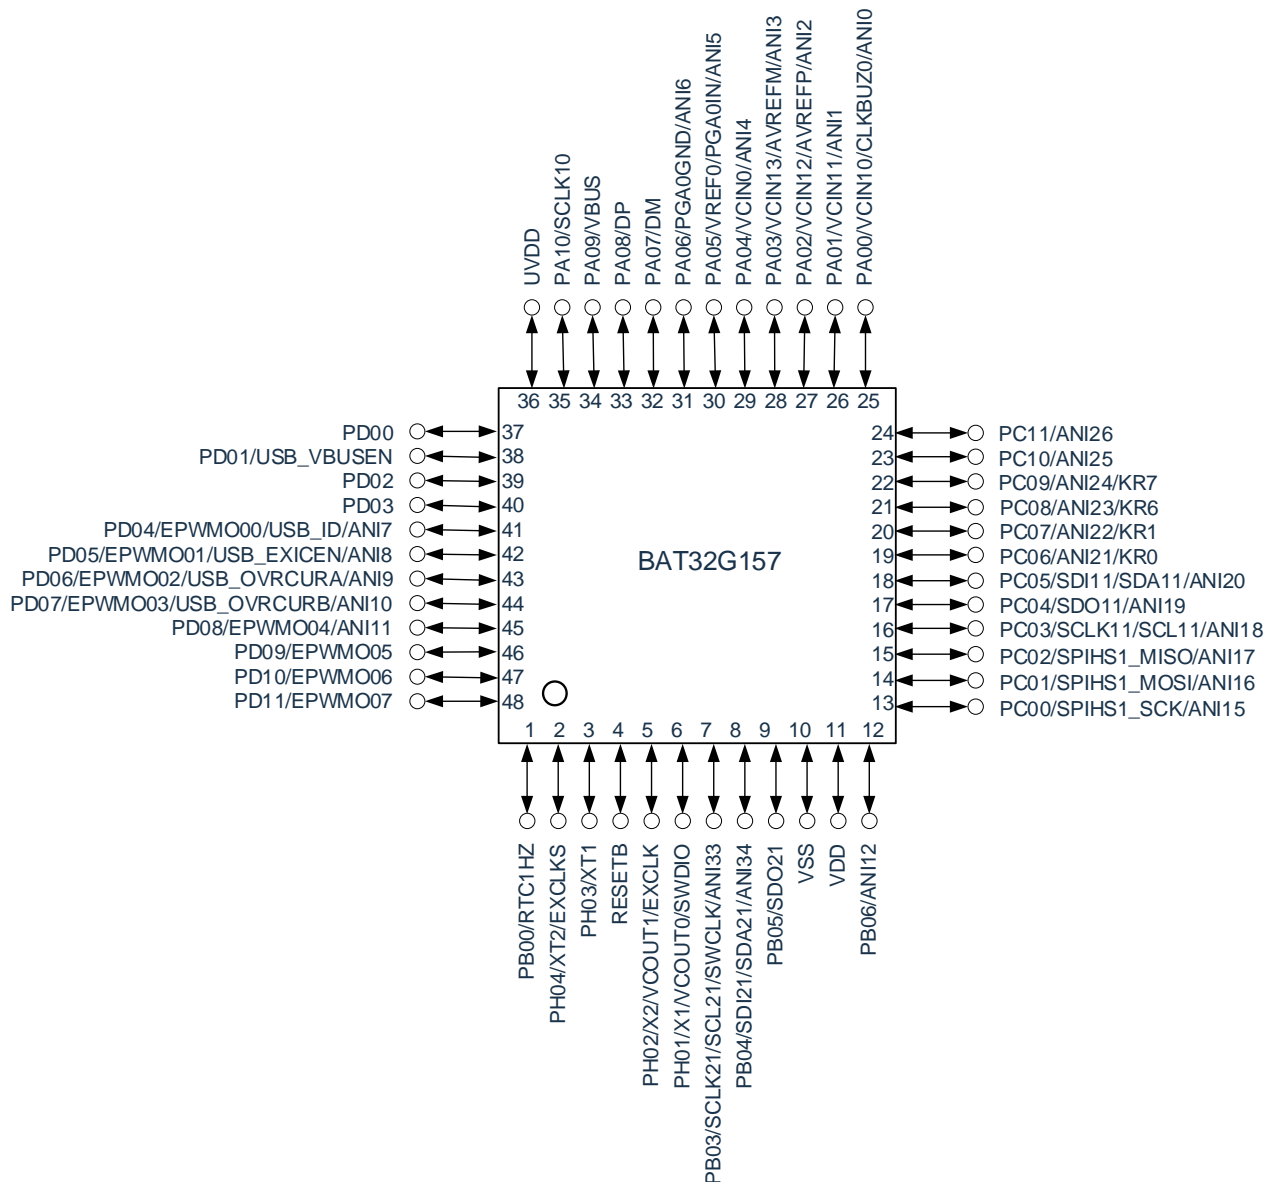 UVDD
PA10/SCLK10
PA09/VBUS
PA08/DP
PA07/DM
PA06/PGA0GND/ANI6
PA05/VREF0/PGA0IN/ANI5
PA04/VCIN0/ANI4
PA03/VCIN13/AVREFM/ANI3
PA02/VCIN12/AVREFP/ANI2
PA01/VCIN11/ANI1
PA00/VCIN10/CLKBUZ0/ANI0
36 35 34 33 32 31 30 29 28 27 26 25
PD00 37
PD01/USB_VBUSEN 38
PD02 39
PD03 40
PD04/EPWMO00/USB_ID/ANI7 41
PD05/EPWMO01/USB_EXICEN/ANI8 42
PD06/EPWMO02/USB_OVRCURA/ANI9 43
PD07/EPWMO03/USB_OVRCURB/ANI10 44
PD08/EPWMO04/ANI11 45
PD09/EPWMO05 46
PD10/EPWMO06 47
PD11/EPWMO07 48
BAT32G157
24 PC11/ANI26
23 PC10/ANI25
22 PC09/ANI24/KR7
21 PC08/ANI23/KR6
20 PC07/ANI22/KR1
19 PC06/ANI21/KR0
18 PC05/SDI11/SDA11/ANI20
17 PC04/SDO11/ANI19
16 PC03/SCLK11/SCL11/ANI18
15 PC02/SPIHS1_MISO/ANI17
14 PC01/SPIHS1_MOSI/ANI16
13 PC00/SPIHS1_SCK/ANI15
1 2 3 4 5 6 7 8 9 10 11 12
PB00/RTC1HZ
PH04/XT2/EXCLKS
PH03/XT1
RESETB
PH02/X2/VCOUT1/EXCLK
PH01/X1/VCOUT0/SWDIO
PB03/SCLK21/SCL21/SWCLK/ANI33
PB04/SDI21/SDA21/ANI34
PB05/SDO21
VSS
VDD
PB06/ANI12